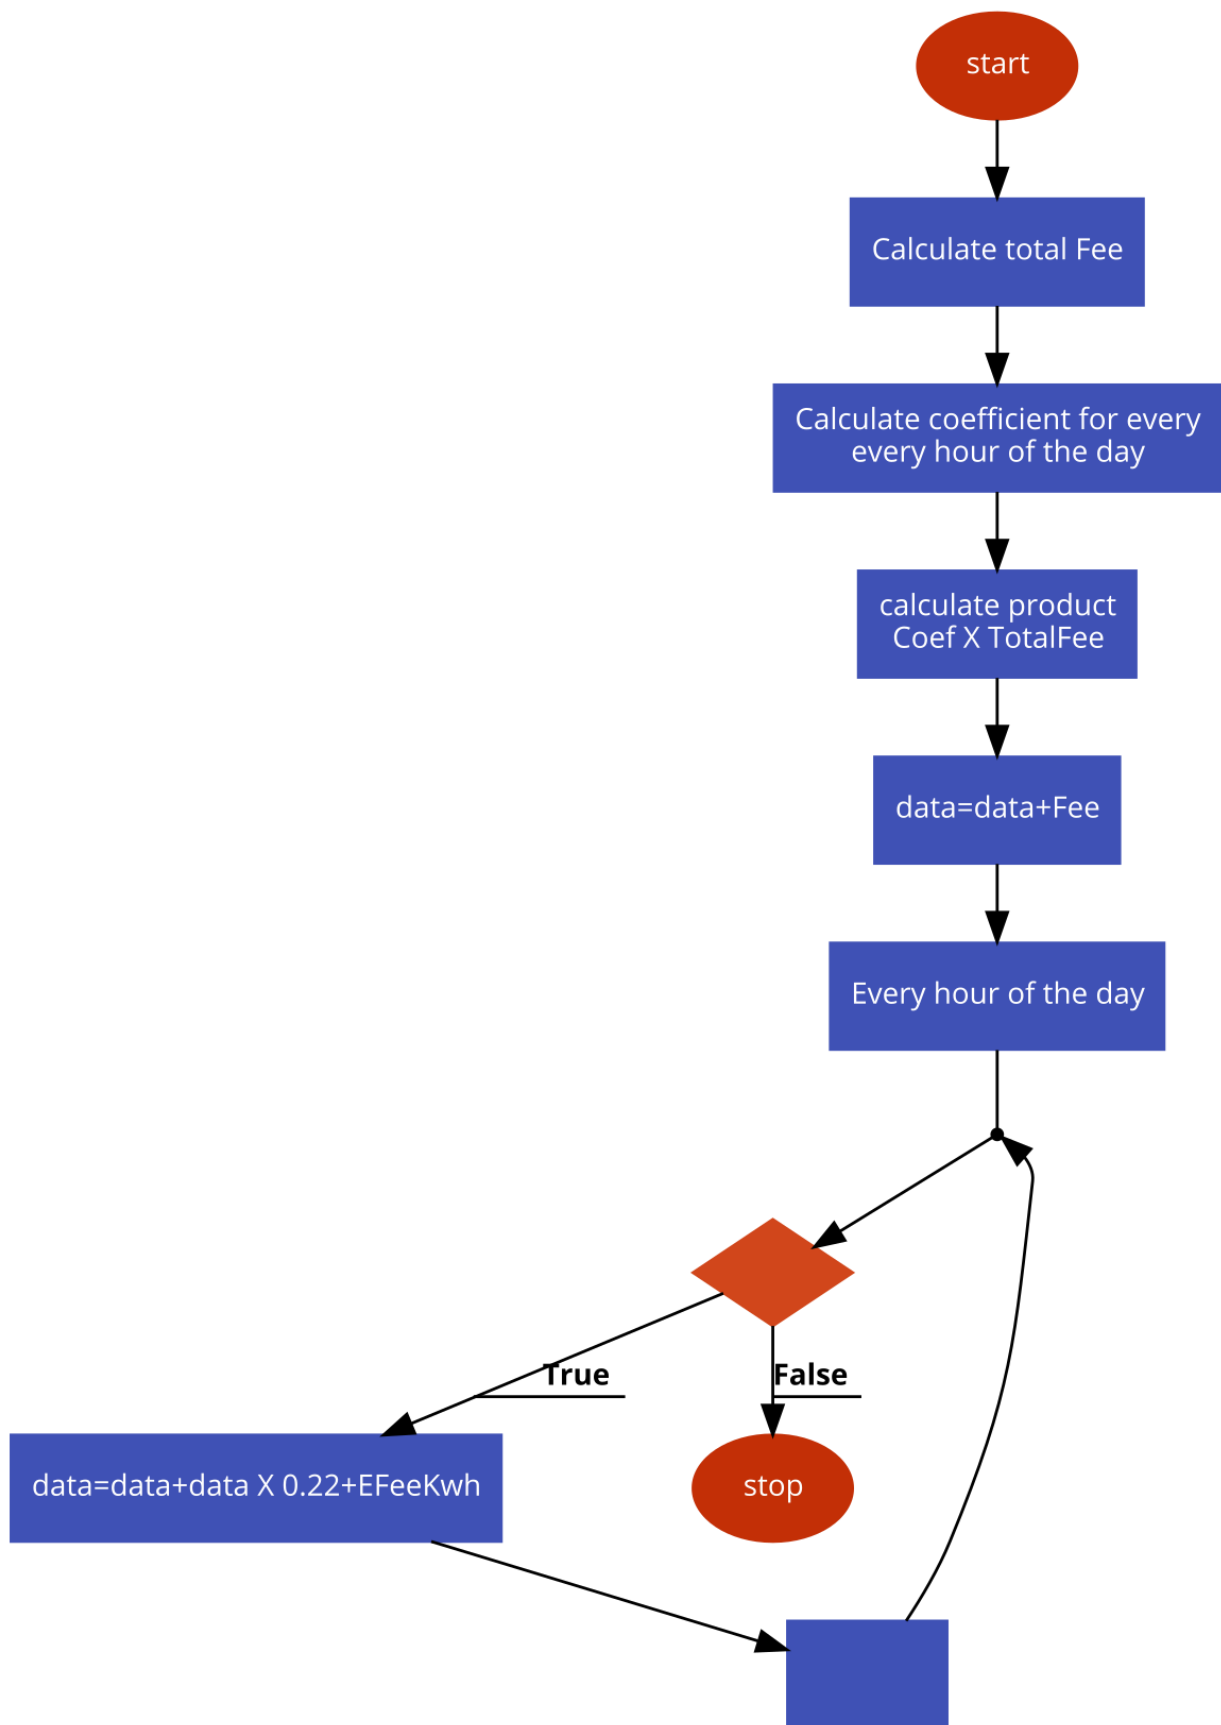 start
Calculate total Fee
Calculate coefficient for every
every hour of the day
calculate product
Coef X TotalFee
data=data+Fee
Every hour of the day
True
False
data=data+data X 0.22+EFeeKwh
stop